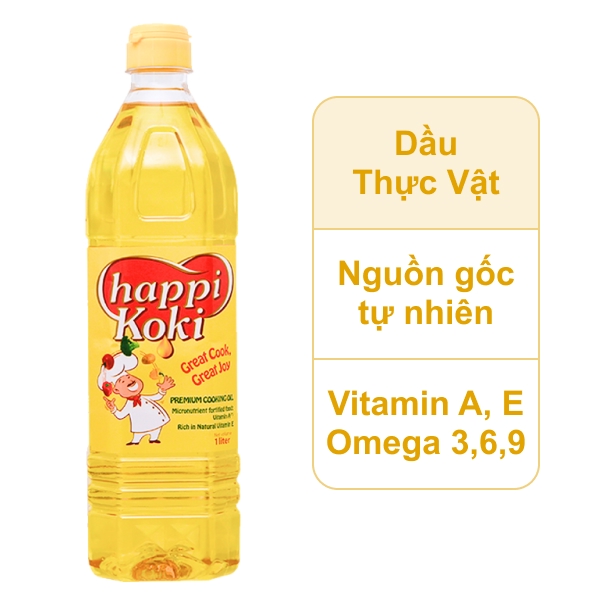 happi
Koki
Great Cook,
Great Joy
PREMIUM COOKING OIL
Micronutrient fortified food:
Vitamin A
Rich in Natural Vitamin E
1 liter
Dầu
Thực Vật
Nguồn gốc
tự nhiên
Vitamin A, E
Omega 3,6,9